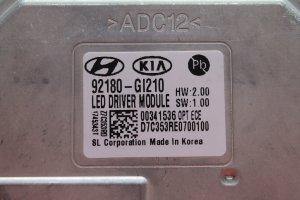 > ADC12 <
HYUNDAI KIA Pb
92180-GI210
LED DRIVER MODULE
HW:2.00
SW:1.00
00341536 OPT ECE
D7C353RE0700100
SL Corporation Made In Korea